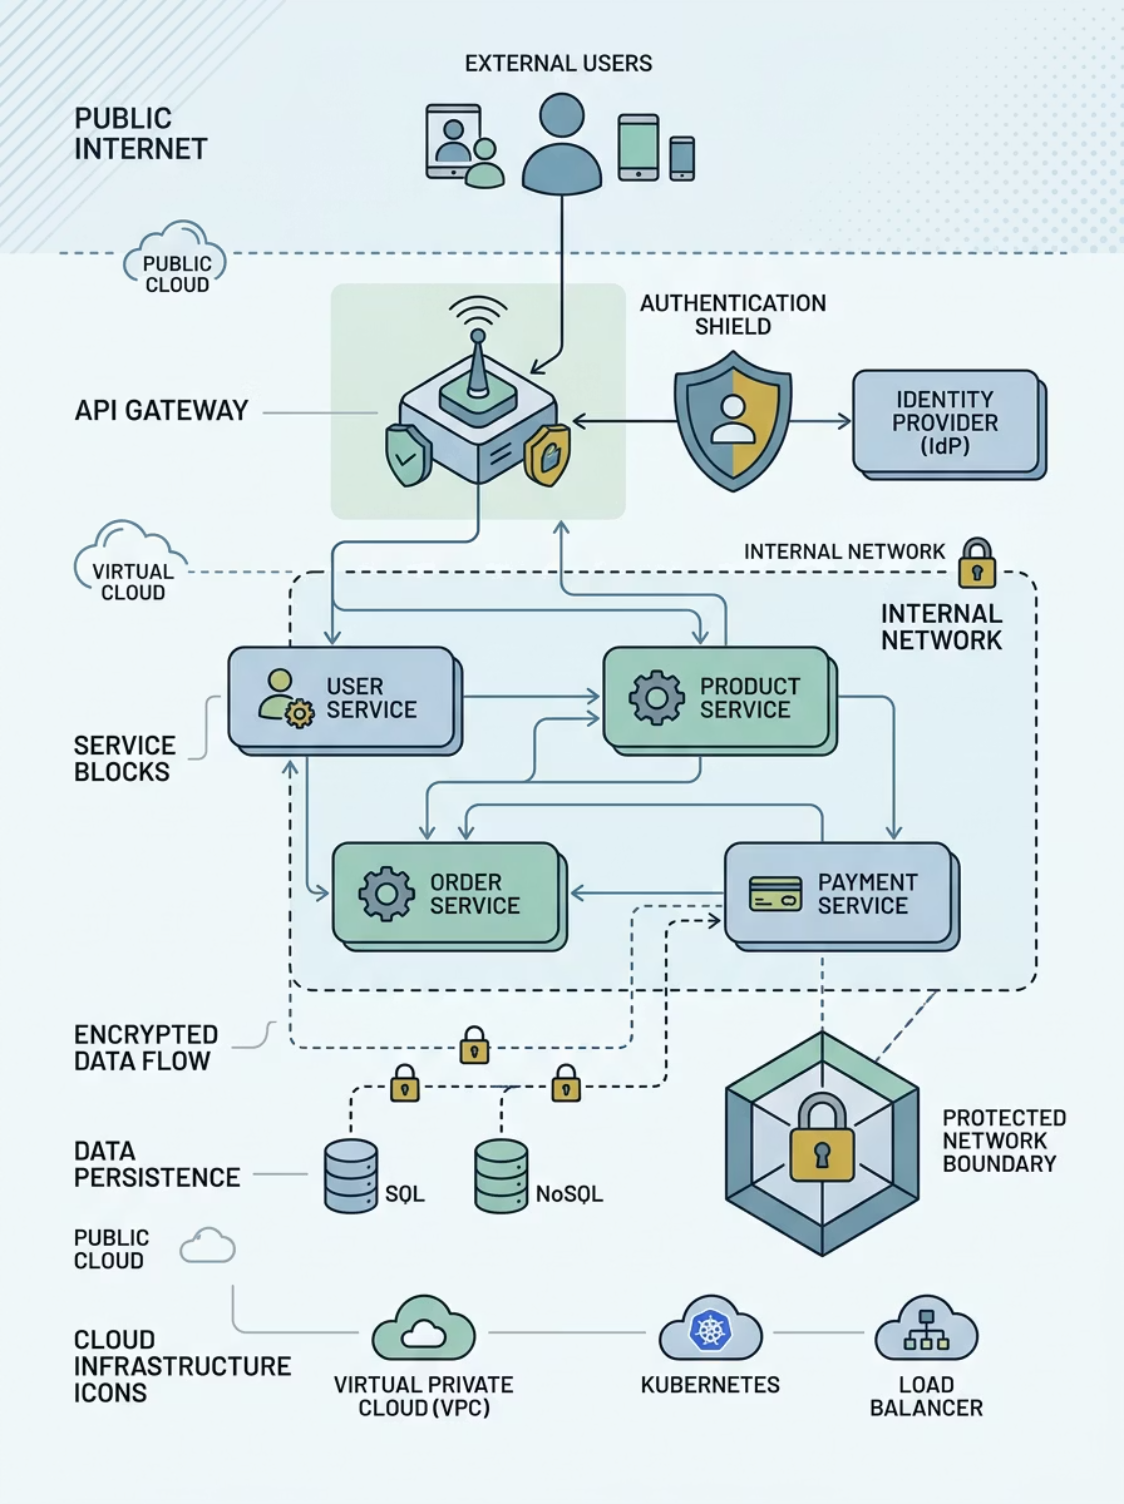 EXTERNAL USERS
PUBLIC
INTERNET
PUBLIC
CLOUD
AUTHENTICATION
SHIELD
API GATEWAY
IDENTITY
PROVIDER
(IdP)
VIRTUAL
CLOUD
INTERNAL NETWORK
INTERNAL
NETWORK
USER
SERVICE
PRODUCT
SERVICE
SERVICE
BLOCKS
ORDER
SERVICE
PAYMENT
SERVICE
ENCRYPTED
DATA FLOW
PROTECTED
NETWORK
BOUNDARY
DATA
PERSISTENCE
SQL
NoSQL
PUBLIC
CLOUD
CLOUD
INFRASTRUCTURE
ICONS
VIRTUAL PRIVATE
CLOUD (VPC)
KUBERNETES
LOAD
BALANCER